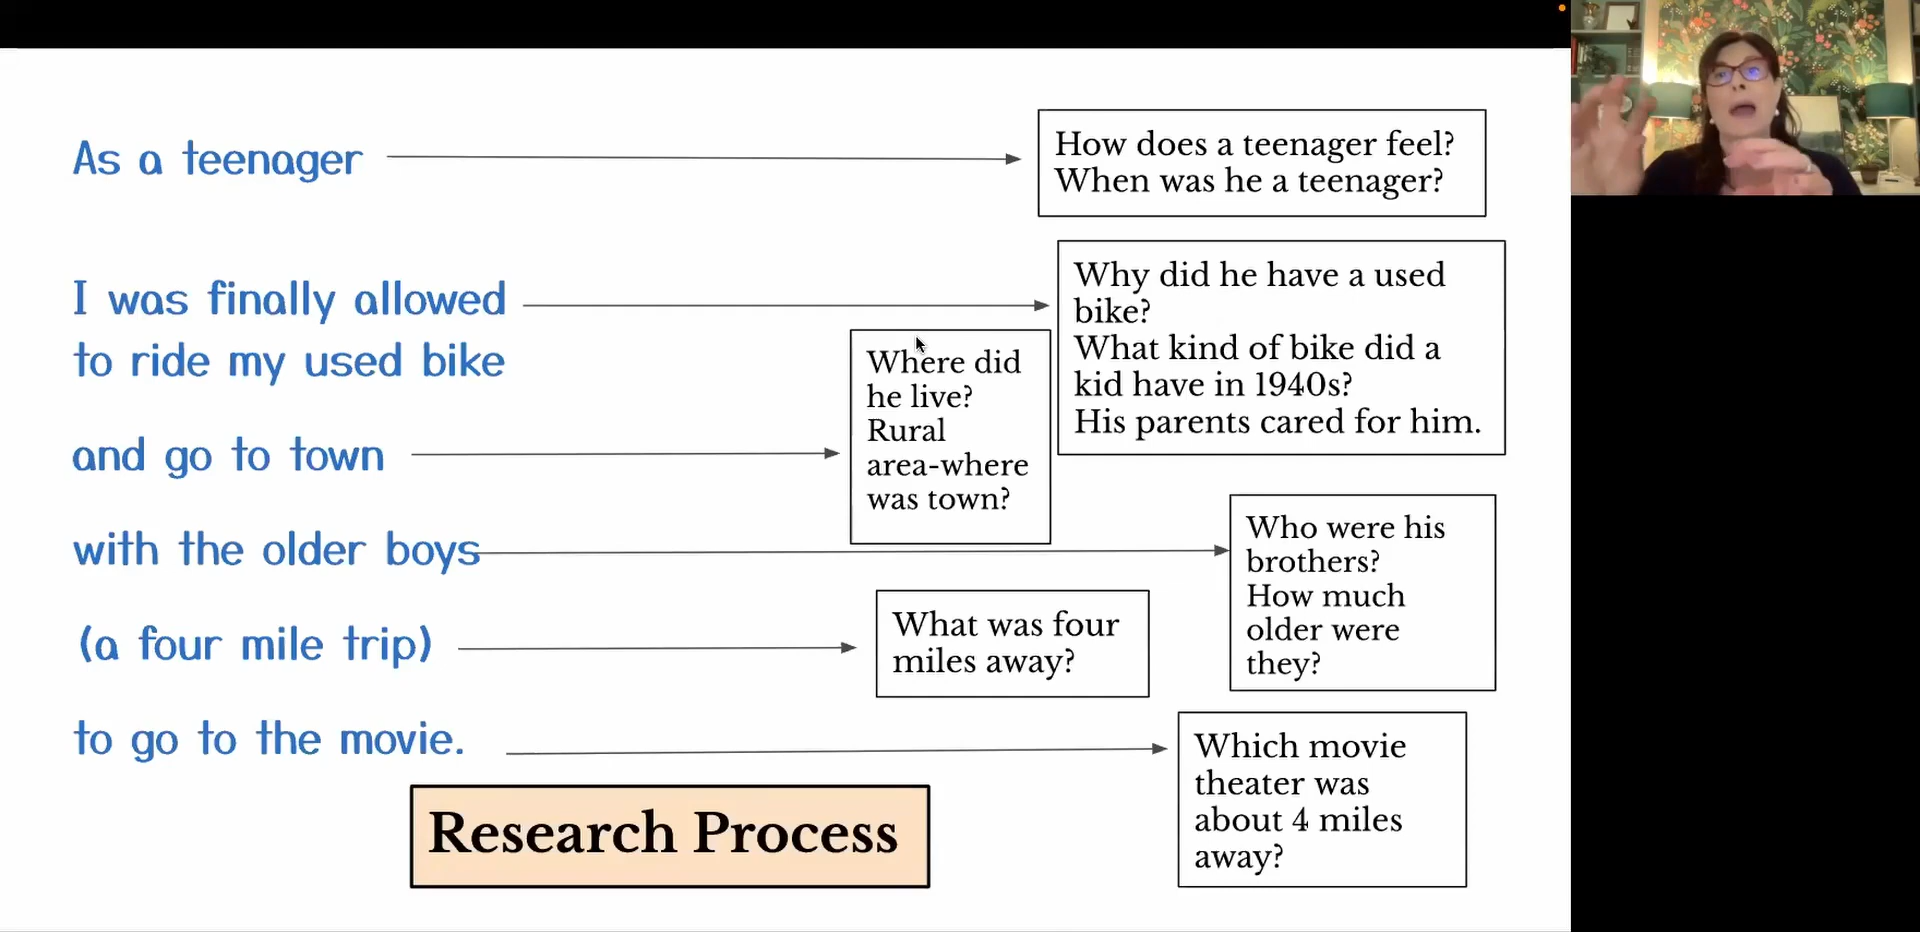 As a teenager
How does a teenager feel?
When was he a teenager?
I was finally allowed
to ride my used bike
Why did he have a used
bike?
What kind of bike did a
kid have in 1940s?
His parents cared for him.
and go to town
Where did
he live?
Rural
area-where
was town?
with the older boys
Who were his
brothers?
How much
older were
they?
(a four mile trip)
What was four
miles away?
to go to the movie.
Which movie
theater was
about 4 miles
away?
Research Process